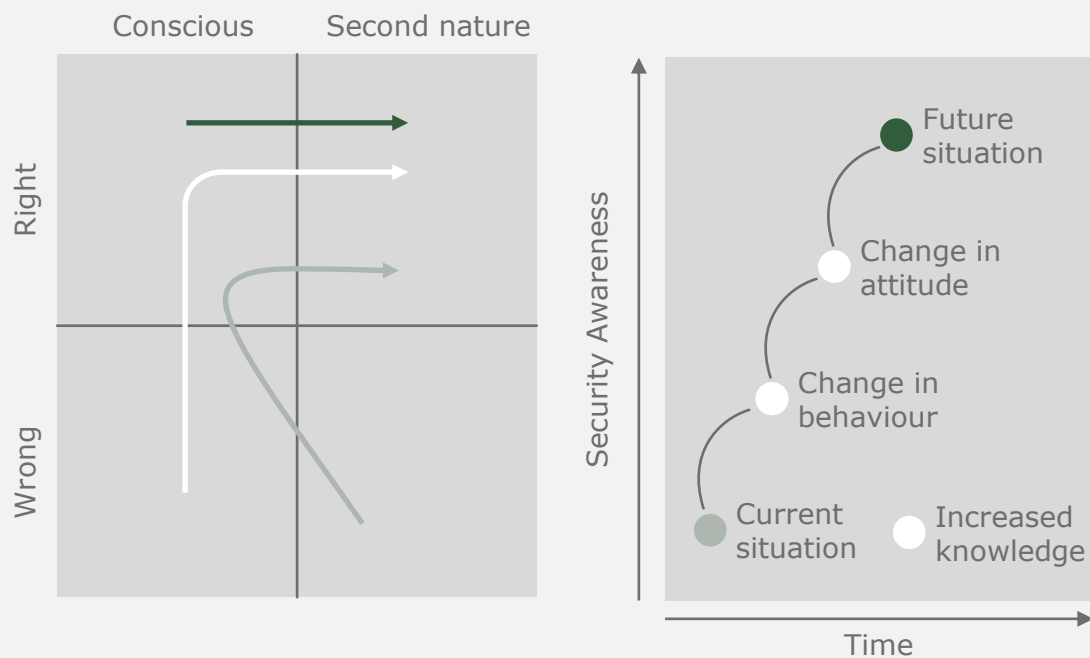 Conscious
Second nature
Right
Wrong
Security Awareness
Future
situation
Change in
attitude
Change in
behaviour
Current
situation
Increased
knowledge
Time